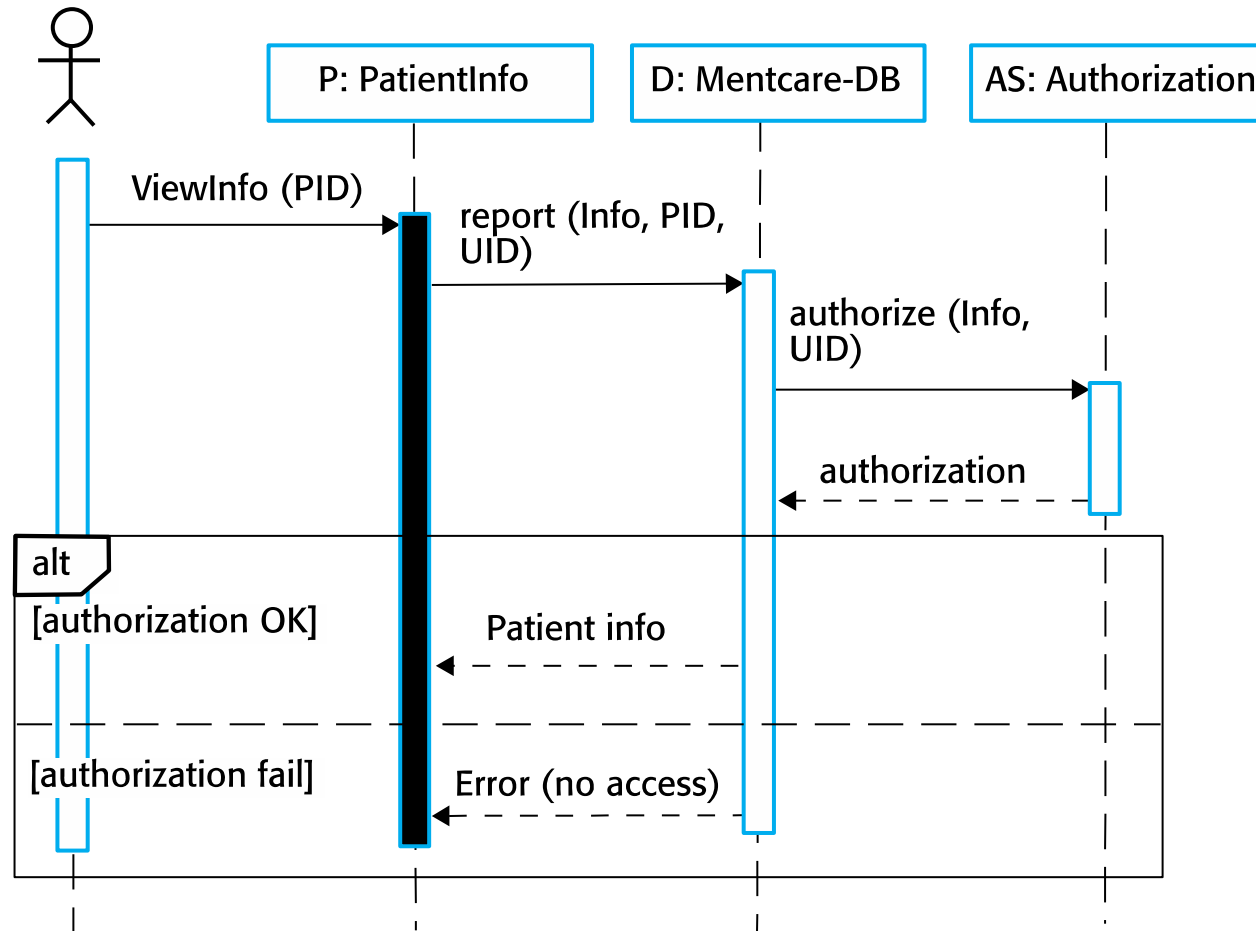 P: PatientInfo
D: Mentcare-DB
AS: Authorization
ViewInfo (PID)
report (Info, PID,
UID)
authorize (Info,
UID)
authorization
alt
[authorization OK]
Patient info
[authorization fail]
Error (no access)